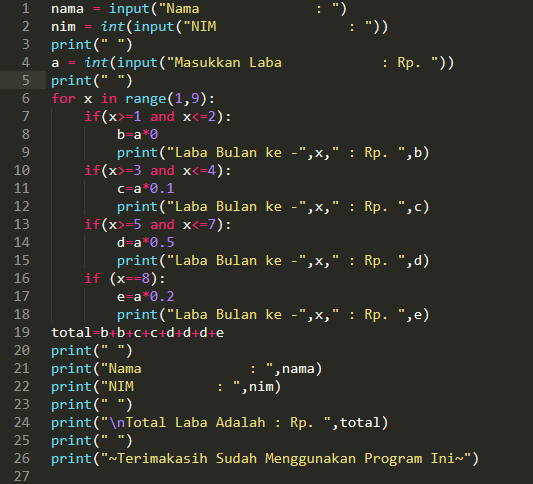 1 nama = input("Nama               : ")
2 nim = int(input("NIM                : "))
3 print(" ")
4 a = int(input("Masukkan Laba            : Rp. "))
5 print(" ")
6 for x in range(1,9):
7     if(x>=1 and x<=2):
8         b=a*0
9         print("Laba Bulan ke -",x," : Rp. ",b)
10     if(x>=3 and x<=4):
11         c=a*0.1
12         print("Laba Bulan ke -",x," : Rp. ",c)
13     if(x>=5 and x<=7):
14         d=a*0.5
15         print("Laba Bulan ke -",x," : Rp. ",d)
16     if (x==8):
17         e=a*0.2
18         print("Laba Bulan ke -",x," : Rp. ",e)
19 total=b+b+c+c+d+d+d+e
20 print(" ")
21 print("Nama             : ",nama)
22 print("NIM          : ",nim)
23 print(" ")
24 print("\nTotal Laba Adalah : Rp. ",total)
25 print(" ")
26 print("~Terimakasih Sudah Menggunakan Program Ini~")
27